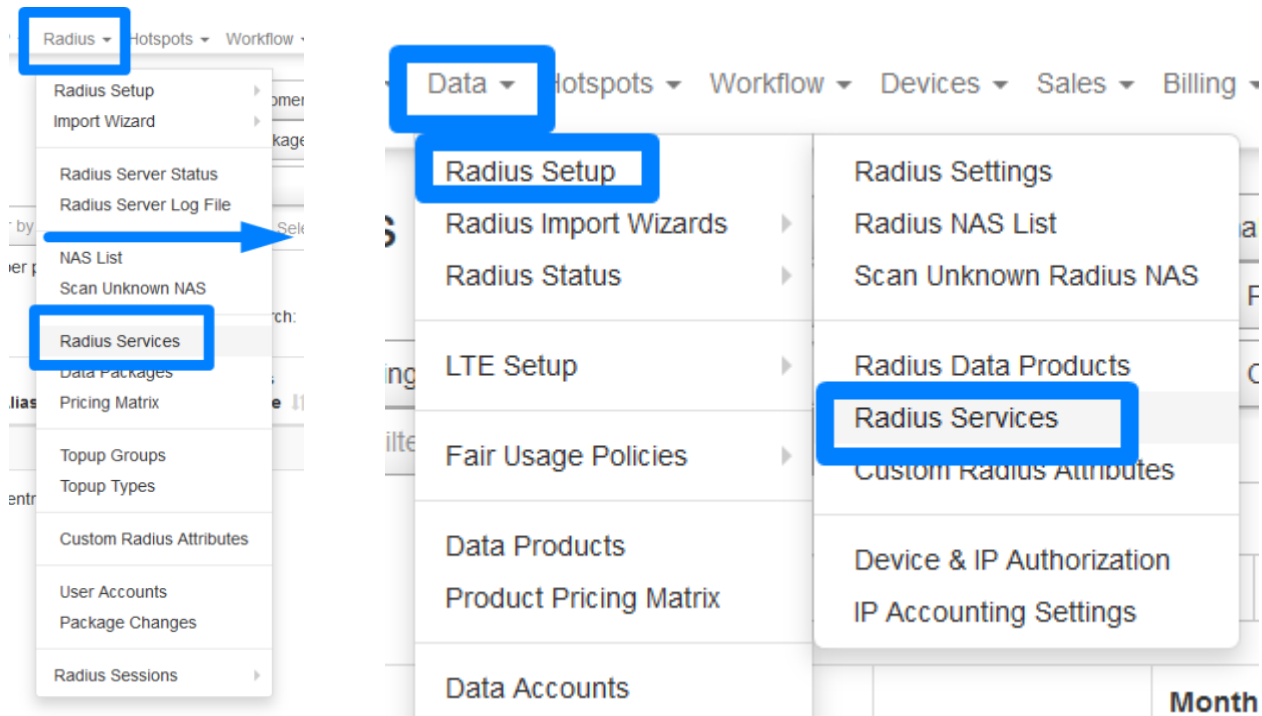 Radius Hotspots Workflow
Radius Setup
Import Wizard
Radius Server Status
Radius Server Log File
by
NAS List
Scan Unknown NAS
Radius Services
Data Packages
Pricing Matrix
Topup Groups
Topup Types
Custom Radius Attributes
User Accounts
Package Changes
Radius Sessions
Data Hotspots Workflow Devices Sales Billing
Radius Setup
Radius Import Wizards
Radius Status
LTE Setup
Fair Usage Policies
Data Products
Product Pricing Matrix
Data Accounts
Radius Settings
Radius NAS List
Scan Unknown Radius NAS
Radius Data Products
Radius Services
Custom Radius Attributes
Device & IP Authorization
IP Accounting Settings
Month